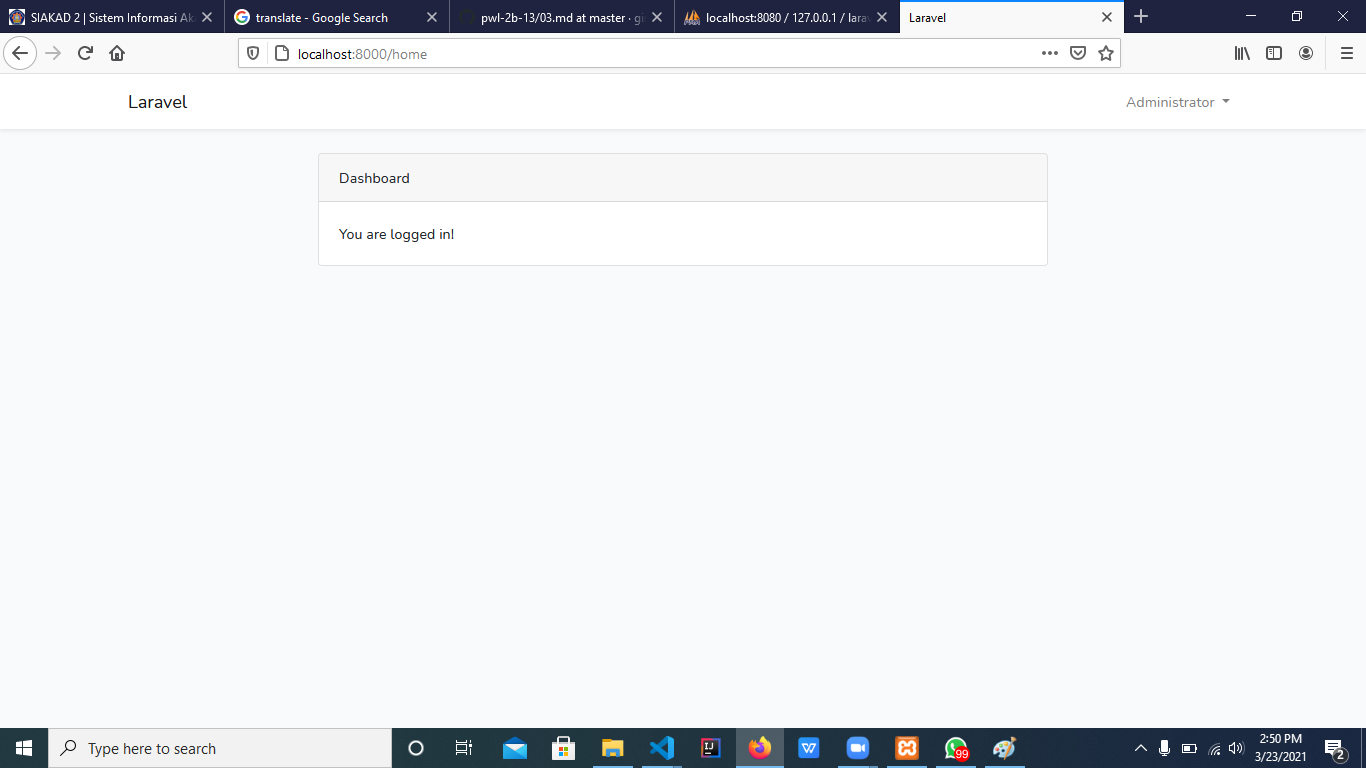 SIAKAD 2 | Sistem Informasi Ak
translate - Google Search
pwl-2b-13/03.md at master · gi
localhost:8080 / 127.0.0.1 / larav
Laravel
localhost:8000/home
Laravel
Administrator
Dashboard
You are logged in!
Type here to search
99
2:50 PM
3/23/2021
2